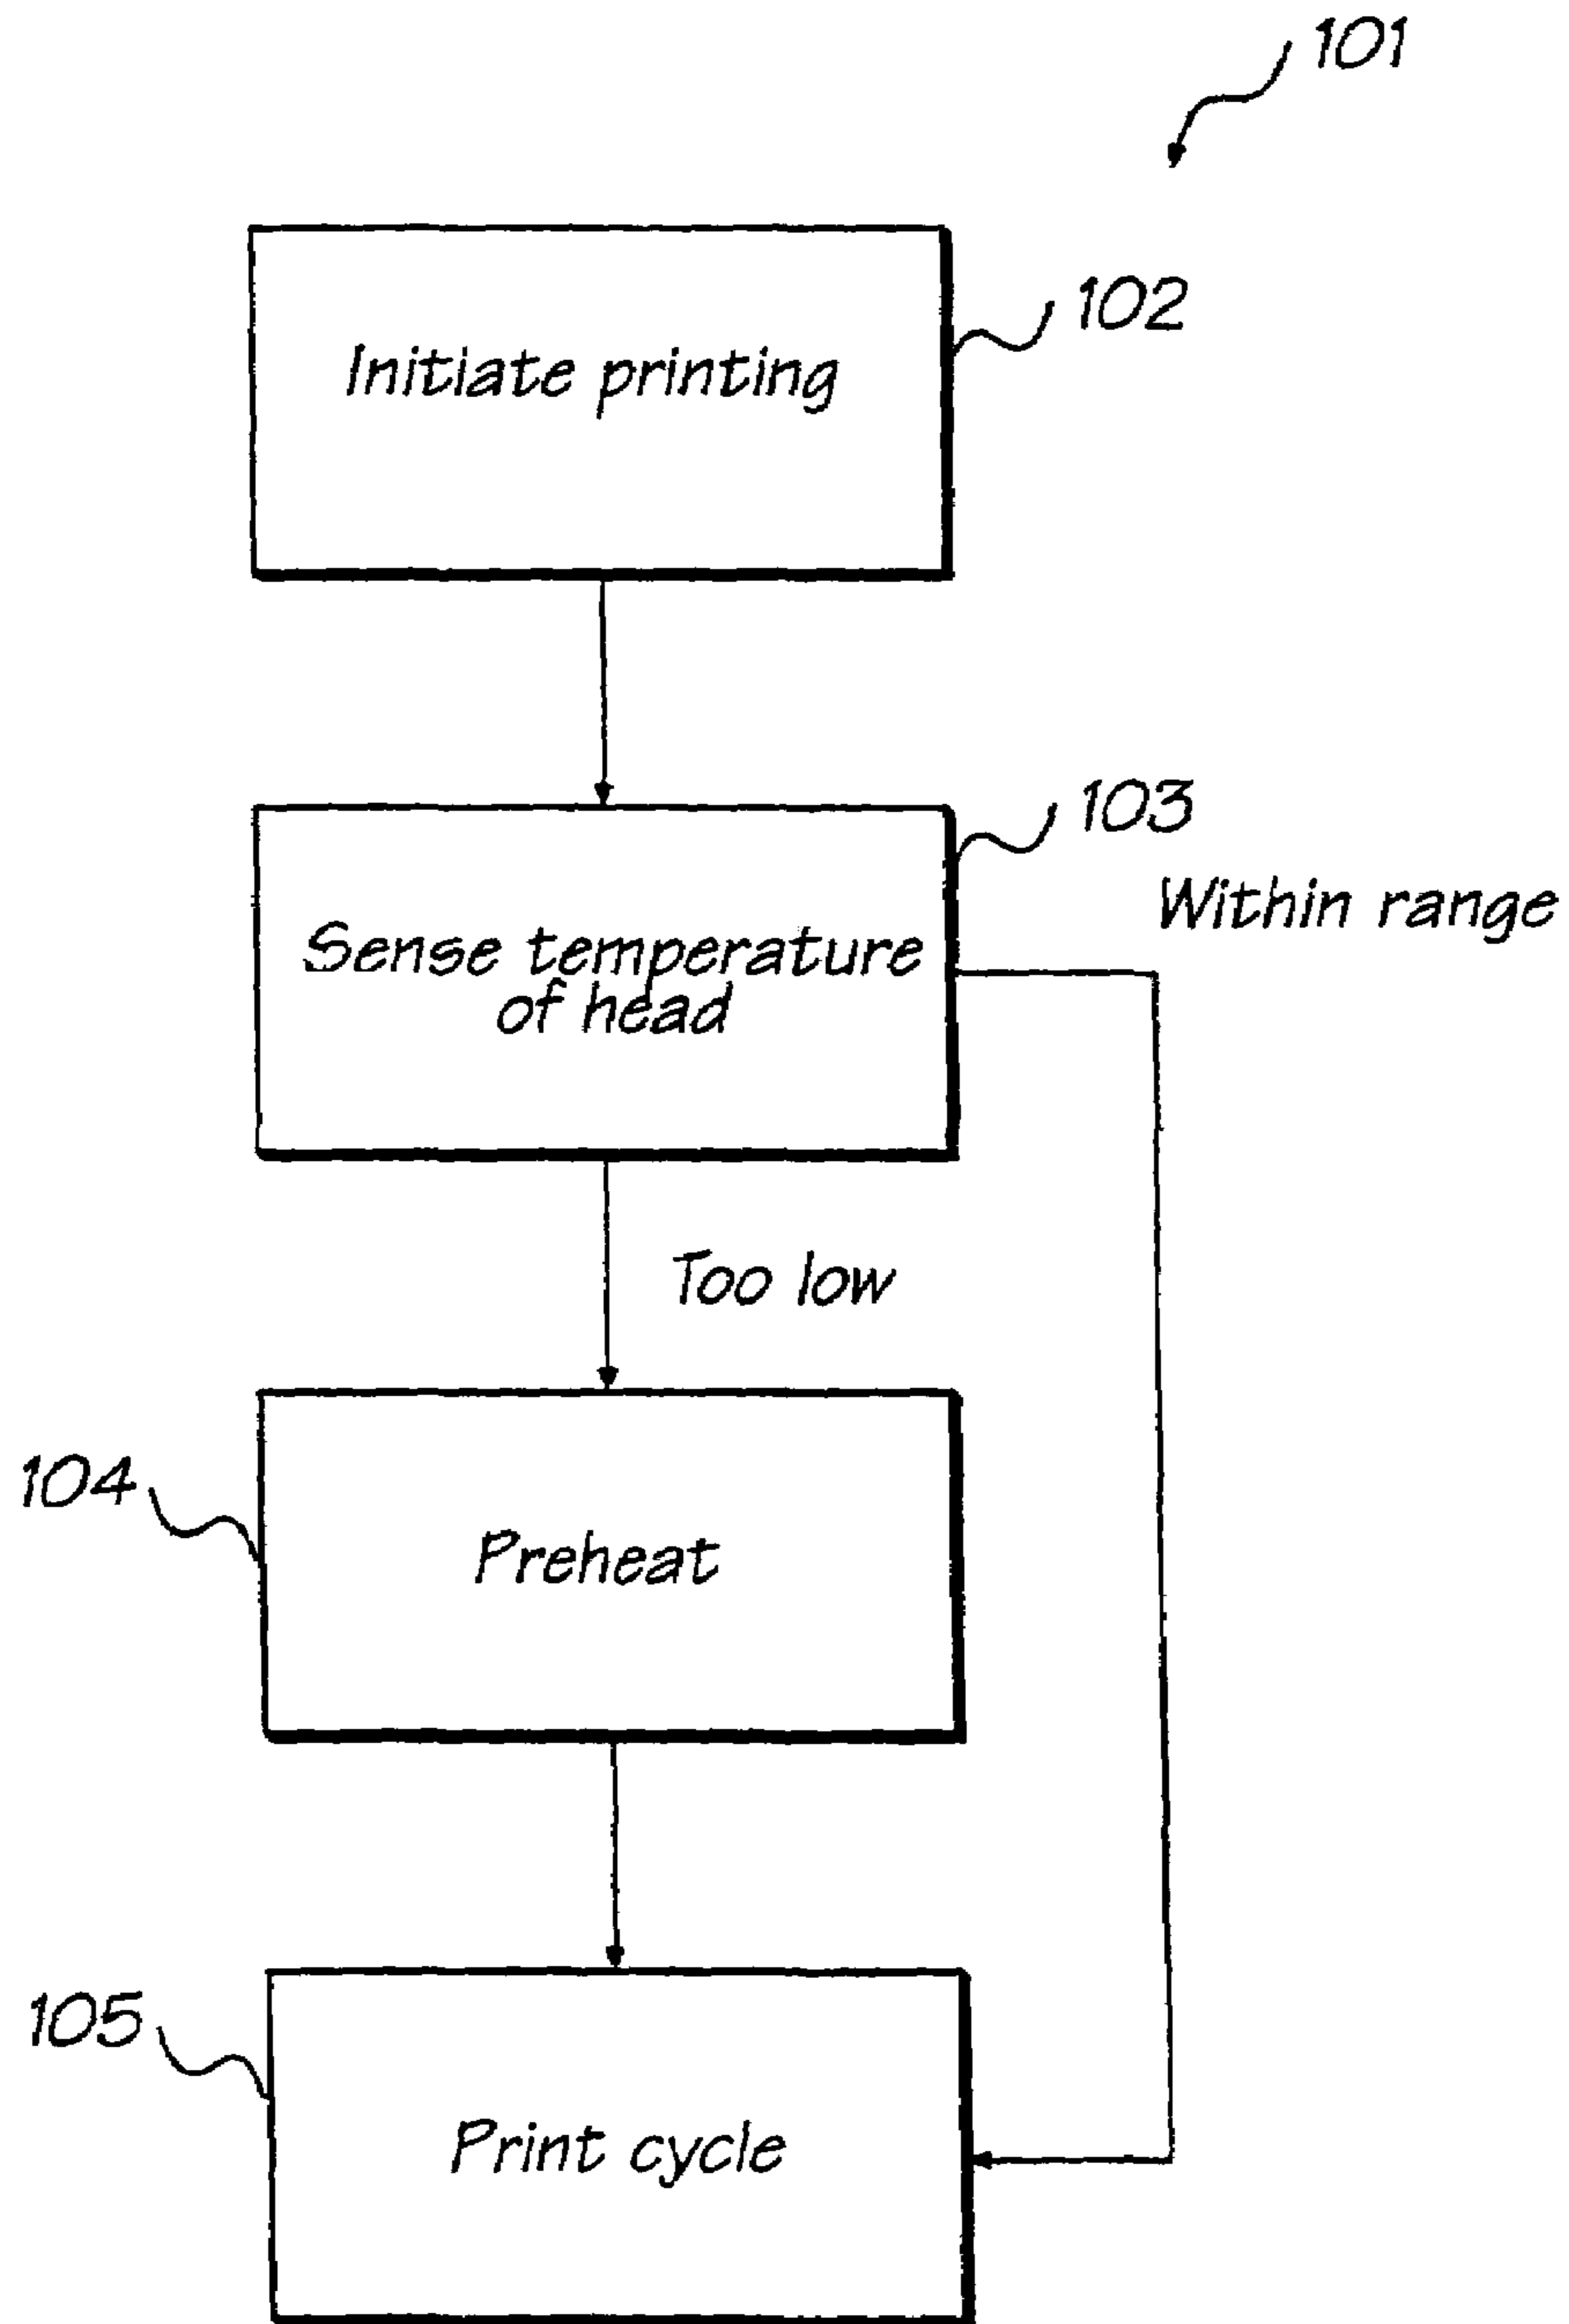 101
102
Initiate printing
103
Within range
Sense temperature
of head
Too low
104
Preheat
105
Print cycle